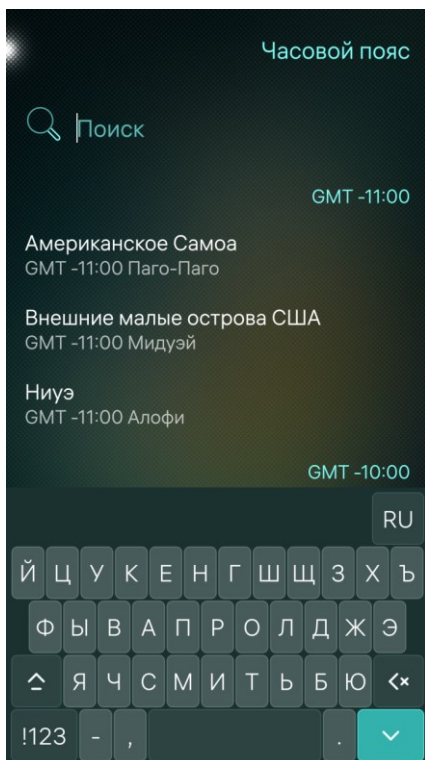 Часовой пояс
Поиск
GMT -11:00
Американское Самоа
GMT -11:00 Паго-Паго
Внешние малые острова США
GMT -11:00 Мидуэй
Ниуэ
GMT -11:00 Алофи
GMT -10:00
RU
Й Ц У К Е Н Г Ш Щ З Х Ъ
Ф Ы В А П Р О Л Д Ж Э
Я Ч С М И Т Ь Б Ю
!123 - , .